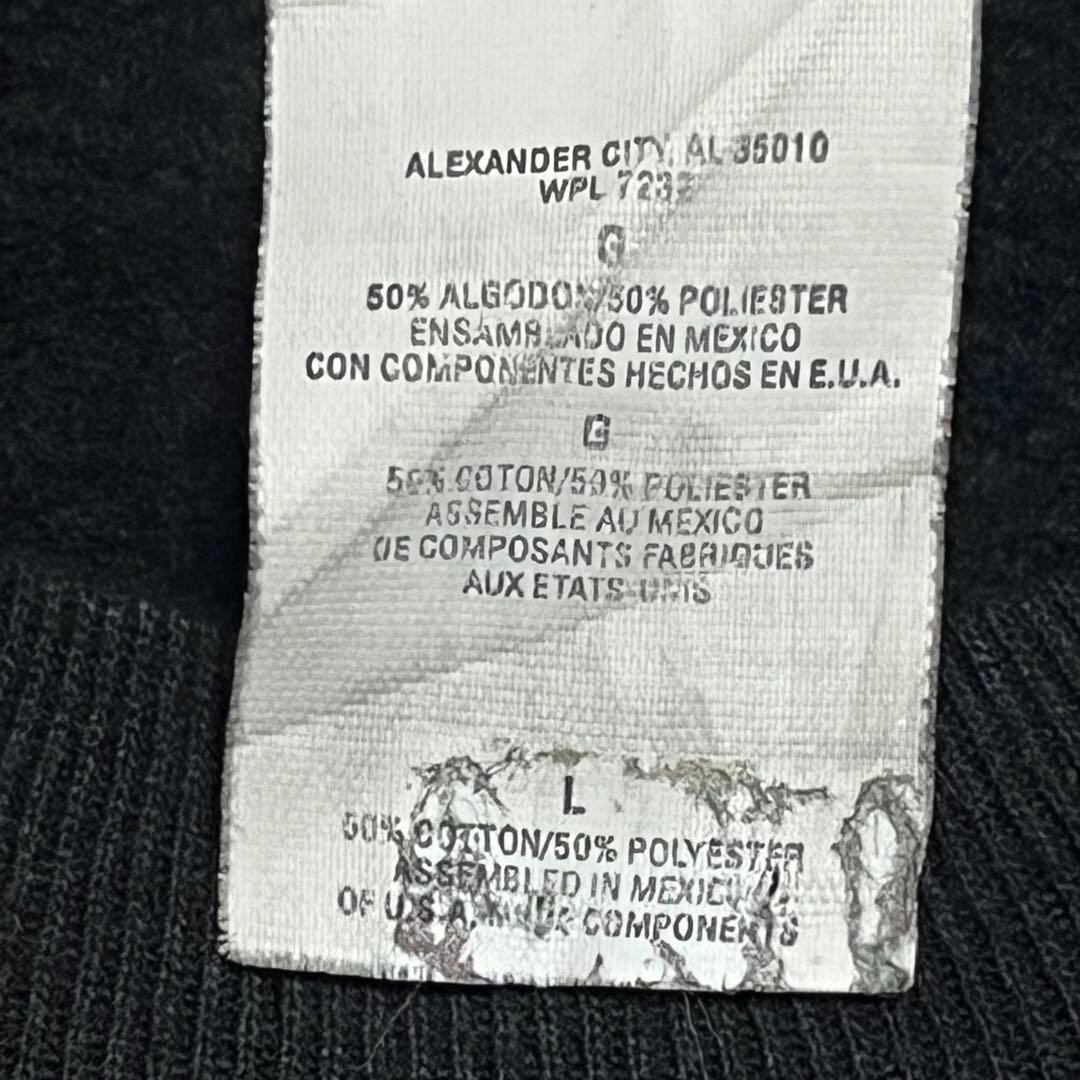 ALEXANDER CITY, AL 35010
WPL
G
50% ALGODON/50% POLIESTER
ENSAMBLADO EN MEXICO
CON COMPONENTES HECHOS EN E.U.A.
G
50% COTON/50% POLIESTER
ASSEMBLE AU MEXICO
DE COMPOSANTS FABRIQUES
AUX ETATS-UNIS
L
50% COTTON/50% POLYESTER
ASSEMBLED IN MEXICO
OF U.S.A. COMPONENTS